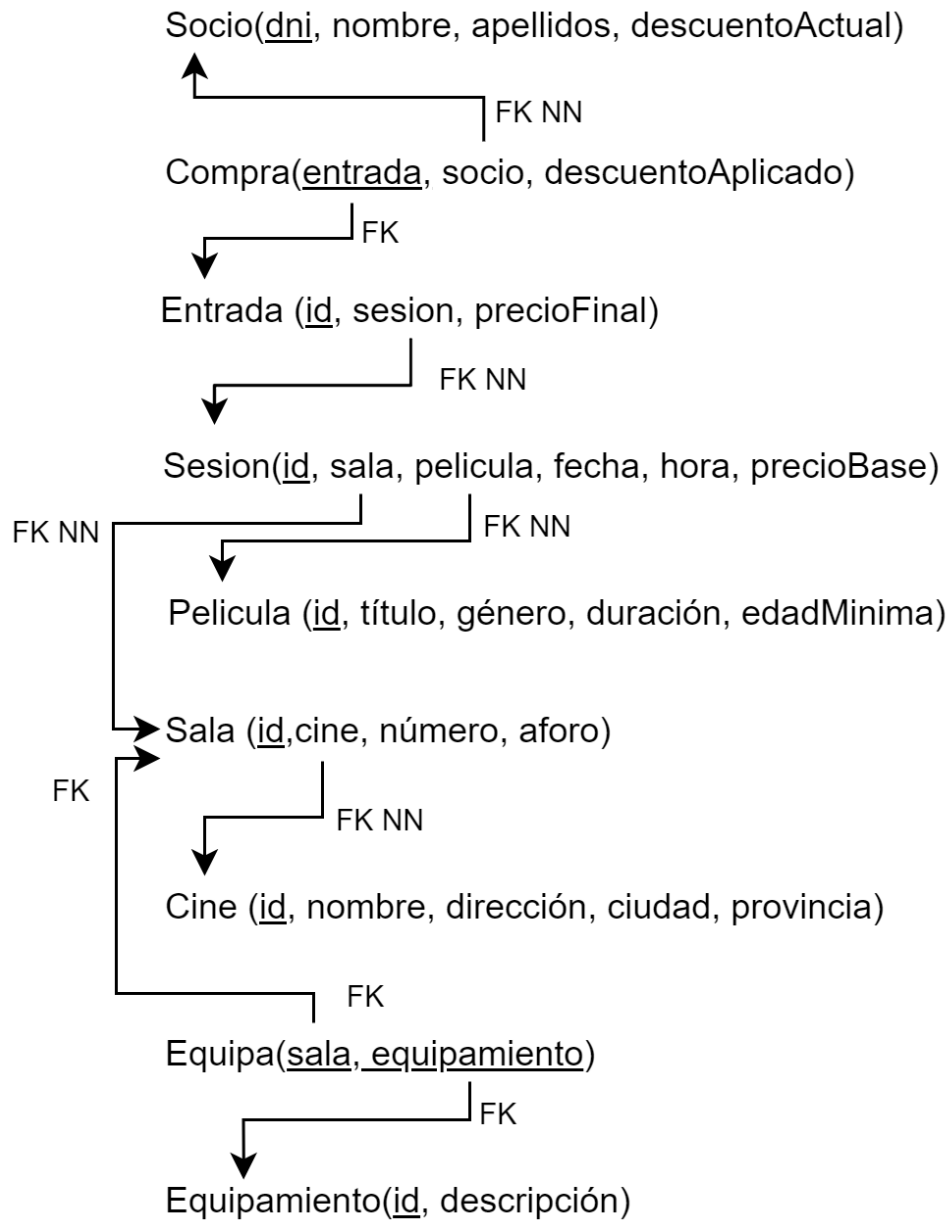 Socio(dni, nombre, apellidos, descuentoActual)
FK NN
Compra(entrada, socio, descuentoAplicado)
FK
Entrada (id, sesion, precioFinal)
FK NN
Sesion(id, sala, pelicula, fecha, hora, precioBase)
FK NN
FK NN
Pelicula (id, título, género, duración, edadMinima)
Sala (id,cine, número, aforo)
FK
FK NN
Cine (id, nombre, dirección, ciudad, provincia)
FK
Equipa(sala, equipamiento)
FK
Equipamiento(id, descripción)